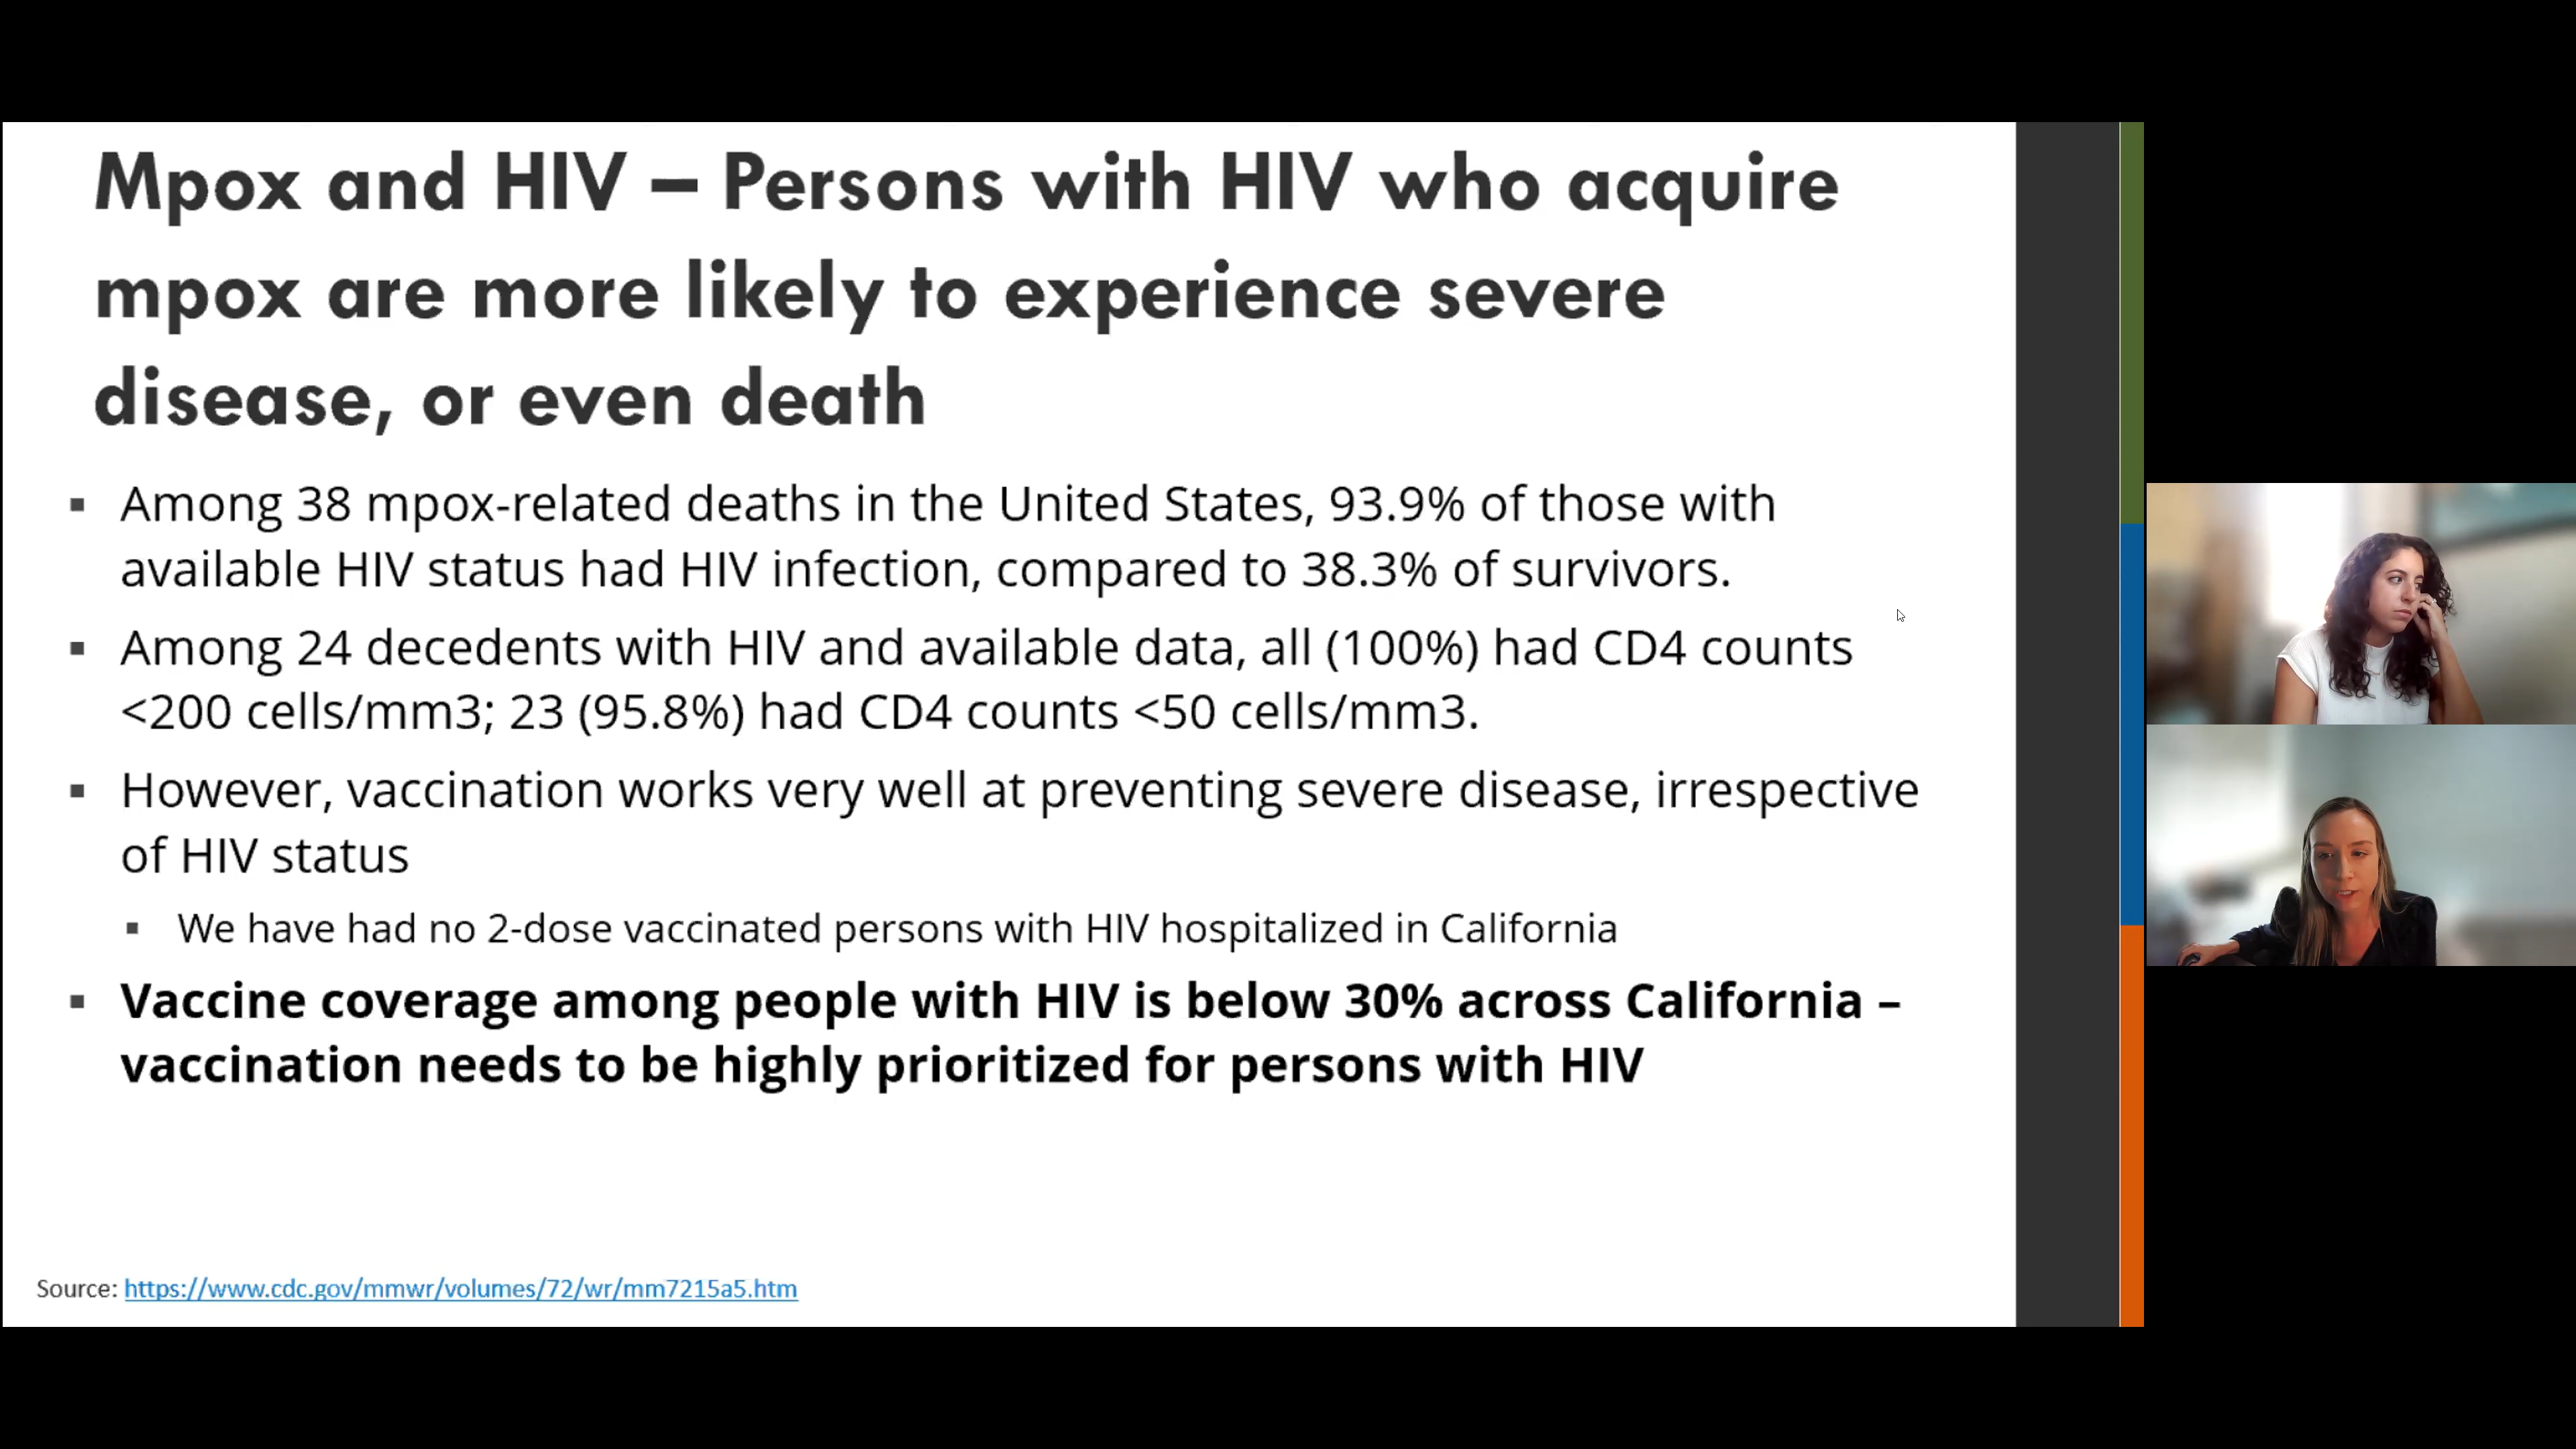 Mpox and HIV – Persons with HIV who acquire
mpox are more likely to experience severe
disease, or even death
▪ Among 38 mpox-related deaths in the United States, 93.9% of those with
available HIV status had HIV infection, compared to 38.3% of survivors.
▪ Among 24 decedents with HIV and available data, all (100%) had CD4 counts
<200 cells/mm3; 23 (95.8%) had CD4 counts <50 cells/mm3.
▪ However, vaccination works very well at preventing severe disease, irrespective
of HIV status
▪ We have had no 2-dose vaccinated persons with HIV hospitalized in California
▪ Vaccine coverage among people with HIV is below 30% across California –
vaccination needs to be highly prioritized for persons with HIV
Source: https://www.cdc.gov/mmwr/volumes/72/wr/mm7215a5.htm